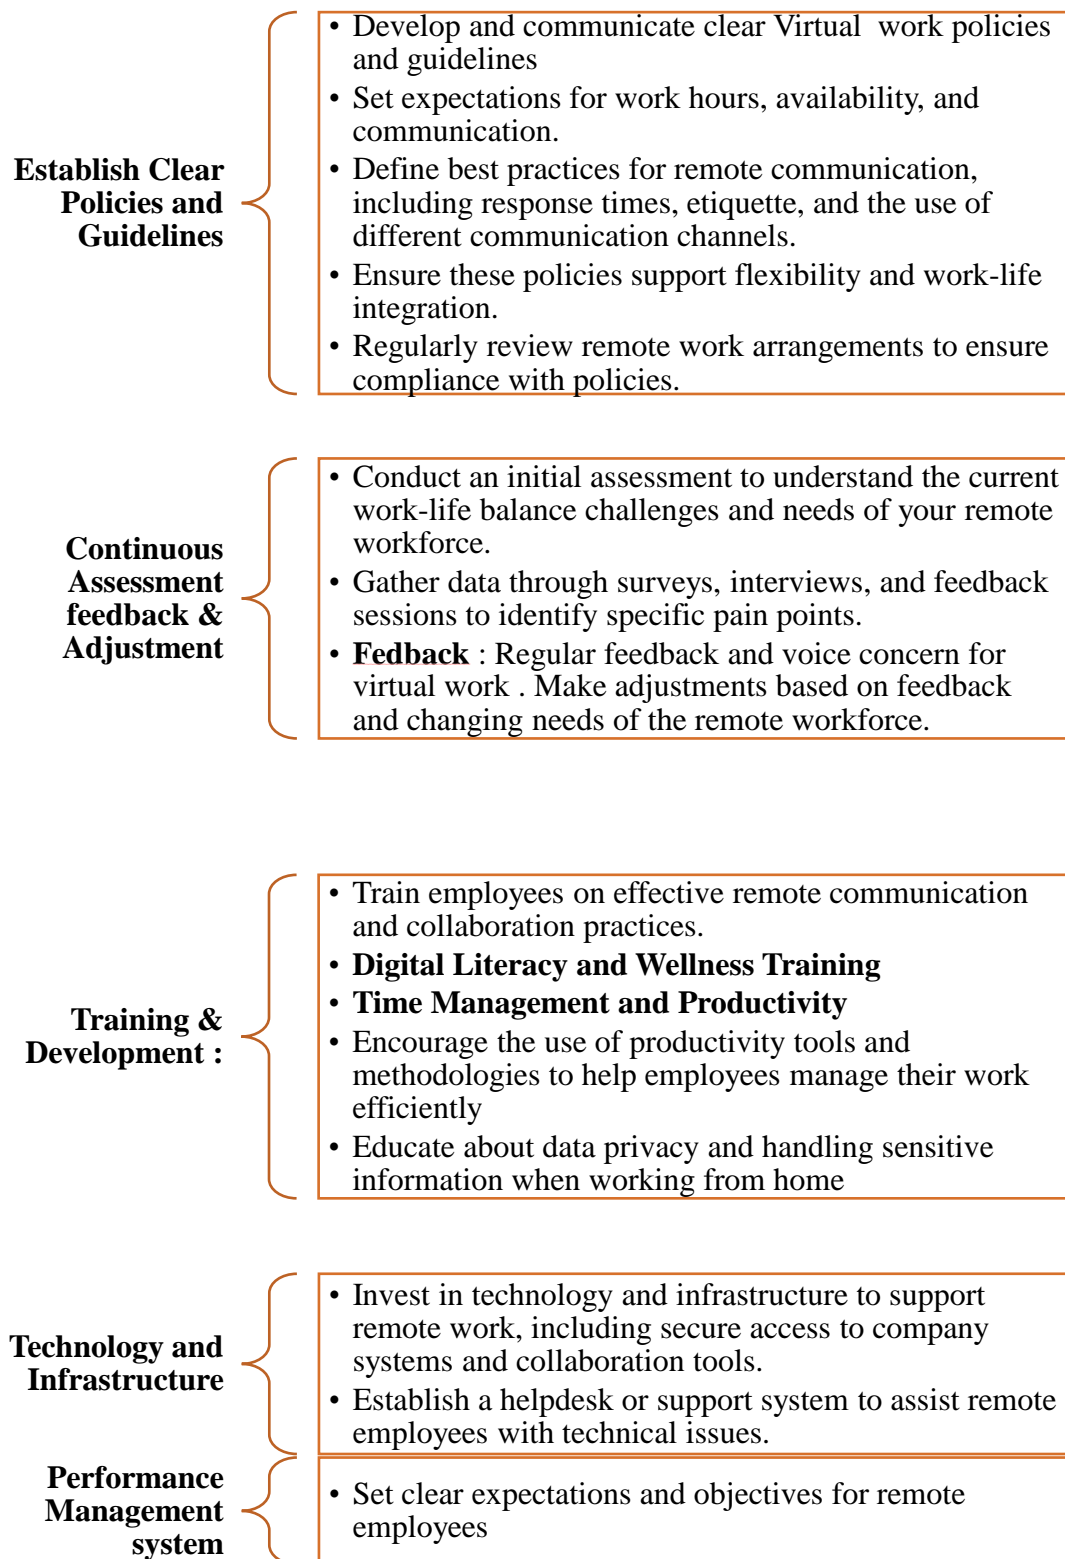 Establish Clear
Policies and
Guidelines
• Develop and communicate clear Virtual  work policies
and guidelines
• Set expectations for work hours, availability, and
communication.
• Define best practices for remote communication,
including response times, etiquette, and the use of
different communication channels.
• Ensure these policies support flexibility and work-life
integration.
• Regularly review remote work arrangements to ensure
compliance with policies.
Continuous
Assessment
feedback &
Adjustment
• Conduct an initial assessment to understand the current
work-life balance challenges and needs of your remote
workforce.
• Gather data through surveys, interviews, and feedback
sessions to identify specific pain points.
• Fedback : Regular feedback and voice concern for
virtual work . Make adjustments based on feedback
and changing needs of the remote workforce.
Training &
Development :
• Train employees on effective remote communication
and collaboration practices.
• Digital Literacy and Wellness Training
• Time Management and Productivity
• Encourage the use of productivity tools and
methodologies to help employees manage their work
efficiently
• Educate about data privacy and handling sensitive
information when working from home
Technology and
Infrastructure
• Invest in technology and infrastructure to support
remote work, including secure access to company
systems and collaboration tools.
• Establish a helpdesk or support system to assist remote
employees with technical issues.
Performance
Management
system
• Set clear expectations and objectives for remote
employees